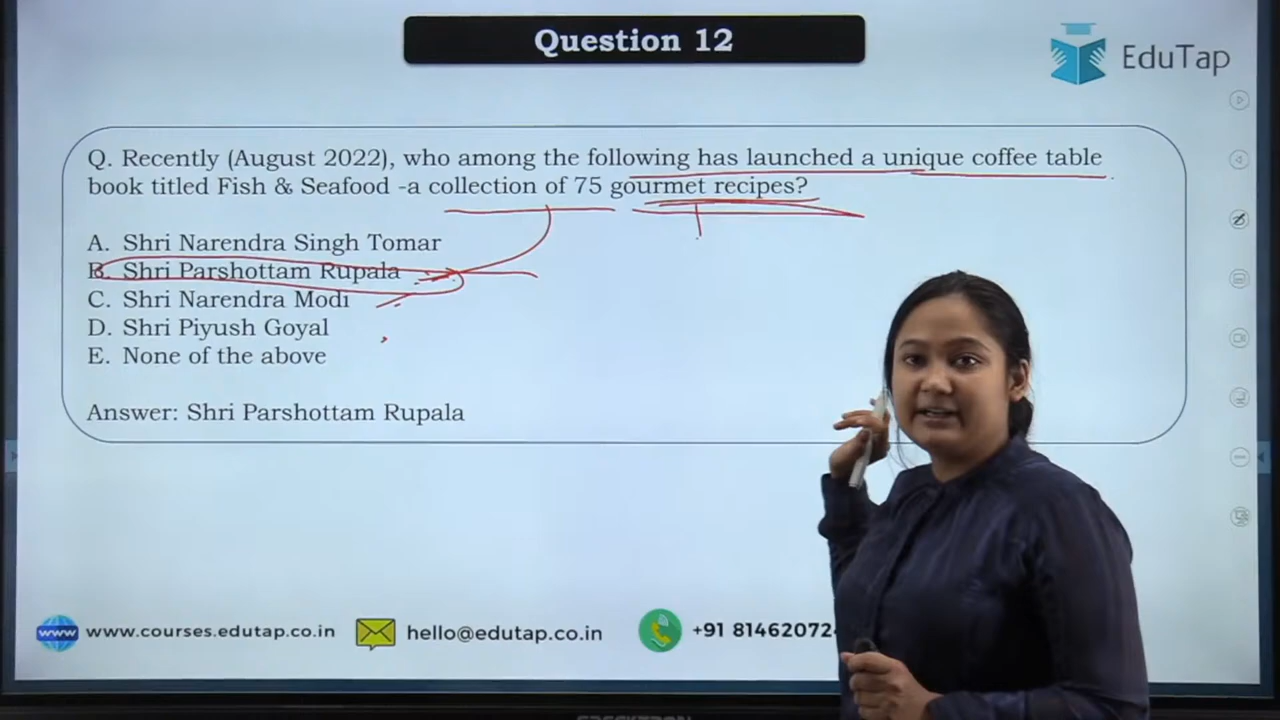 Question 12
EduTap
Q. Recently (August 2022), who among the following has launched a unique coffee table
book titled Fish & Seafood -a collection of 75 gourmet recipes?
A. Shri Narendra Singh Tomar
B. Shri Parshottam Rupala
C. Shri Narendra Modi
D. Shri Piyush Goyal
E. None of the above
Answer: Shri Parshottam Rupala
www www.courses.edutap.co.in
hello@edutap.co.in
+91 81462072